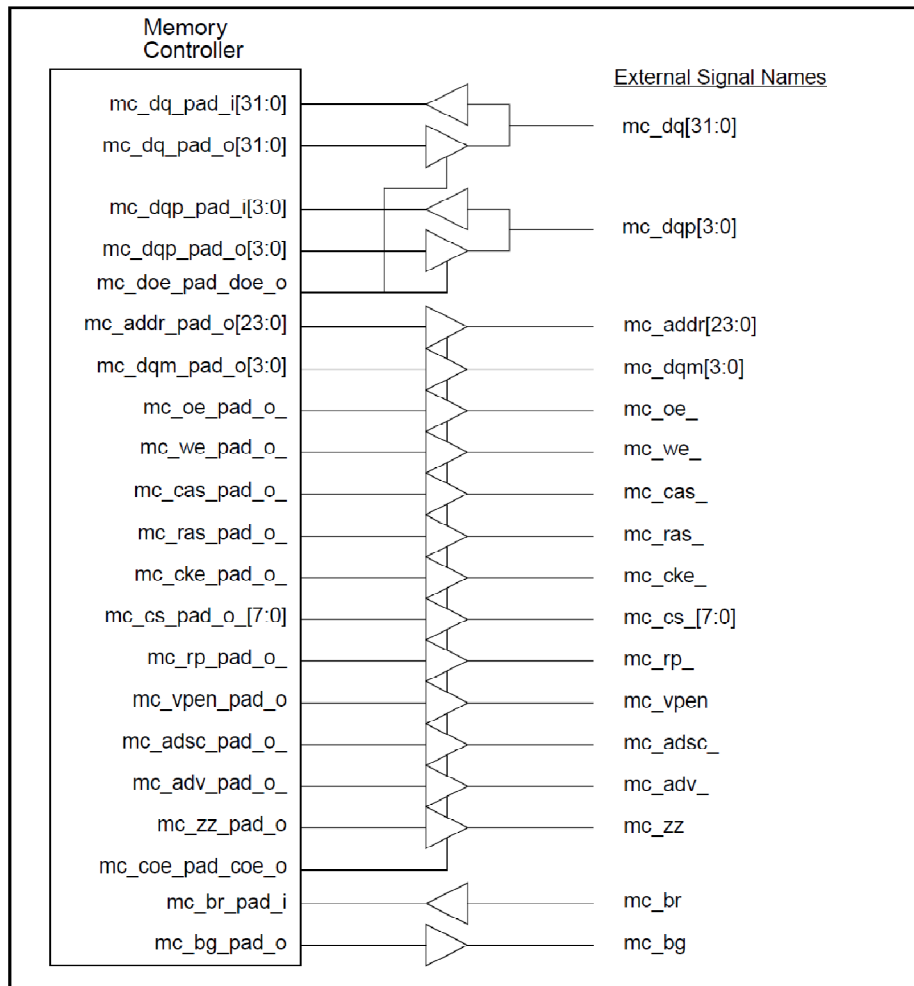 Memory
Controller
External Signal Names
mc_dq_pad_i[31:0]
mc_dq[31:0]
mc_dq_pad_o[31:0]
mc_dqp_pad_i[3:0]
mc_dqp[3:0]
mc_dqp_pad_o[3:0]
mc_doe_pad_doe_o
mc_addr_pad_o[23:0] mc_addr[23:0]
mc_dqm_pad_o[3:0] mc_dqm[3:0]
mc_oe_pad_o_ mc_oe_
mc_we_pad_o_ mc_we_
mc_cas_pad_o_ mc_cas_
mc_ras_pad_o_ mc_ras_
mc_cke_pad_o_ mc_cke_
mc_cs_pad_o_[7:0] mc_cs_[7:0]
mc_rp_pad_o_ mc_rp_
mc_vpen_pad_o mc_vpen
mc_adsc_pad_o_ mc_adsc_
mc_adv_pad_o_ mc_adv_
mc_zz_pad_o mc_zz
mc_coe_pad_coe_o
mc_br_pad_i mc_br
mc_bg_pad_o mc_bg